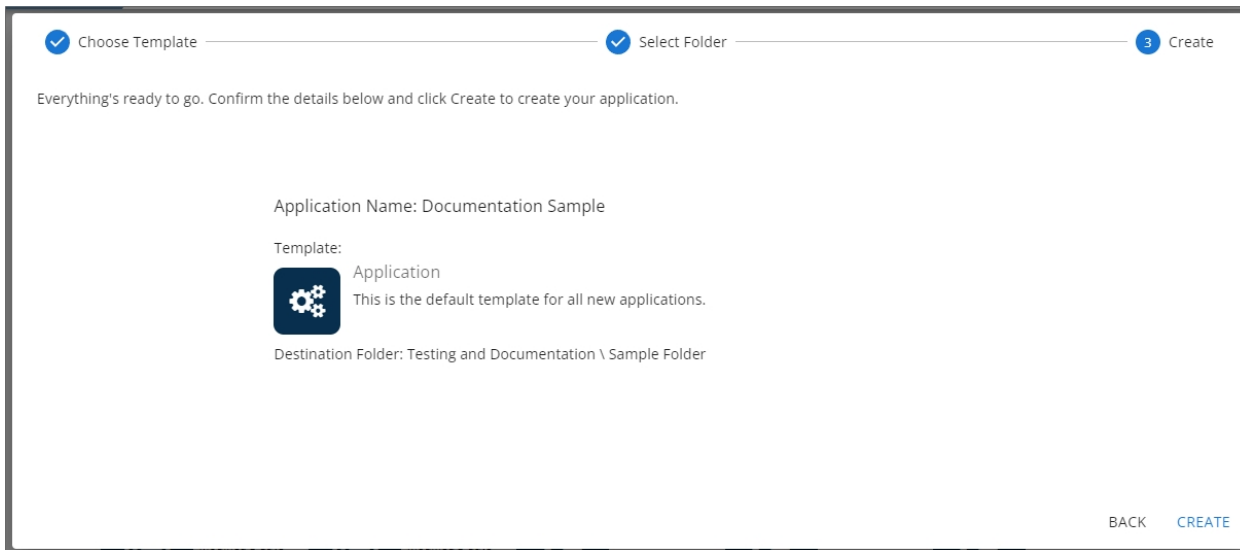 Choose Template
Select Folder
3 Create
Everything's ready to go. Confirm the details below and click Create to create your application.
Application Name: Documentation Sample
Template:
Application
This is the default template for all new applications.
Destination Folder: Testing and Documentation \ Sample Folder
BACK CREATE